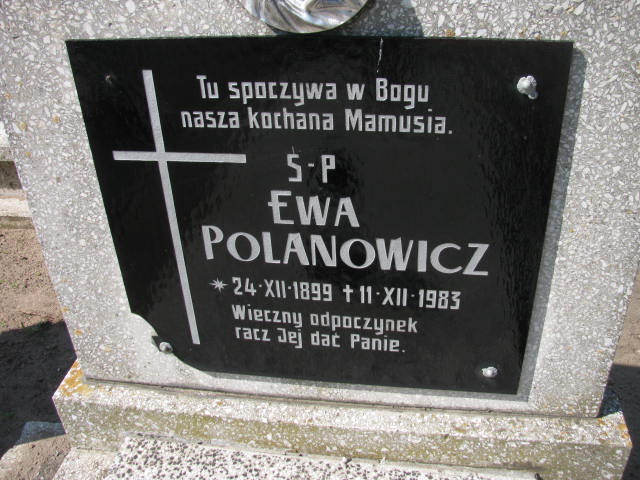 Tu spoczywa w Bogu
nasza kochana Mamusia.
Ś-P
EWA
POLANOWICZ
* 24·XII·1899 ✝ 11·XII·1983
Wieczny odpoczynek
racz Jej dać Panie.